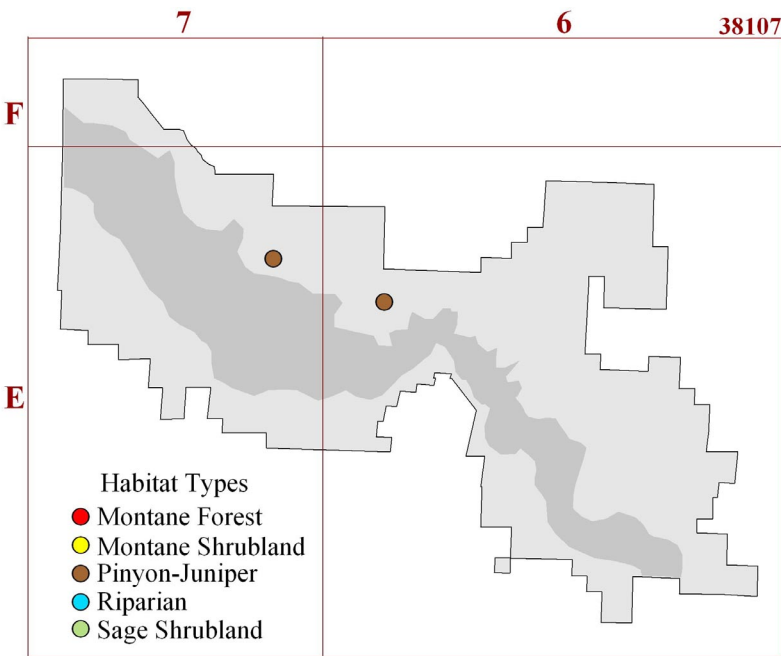 7 6 38107
F
E
Habitat Types
Montane Forest
Montane Shrubland
Pinyon-Juniper
Riparian
Sage Shrubland